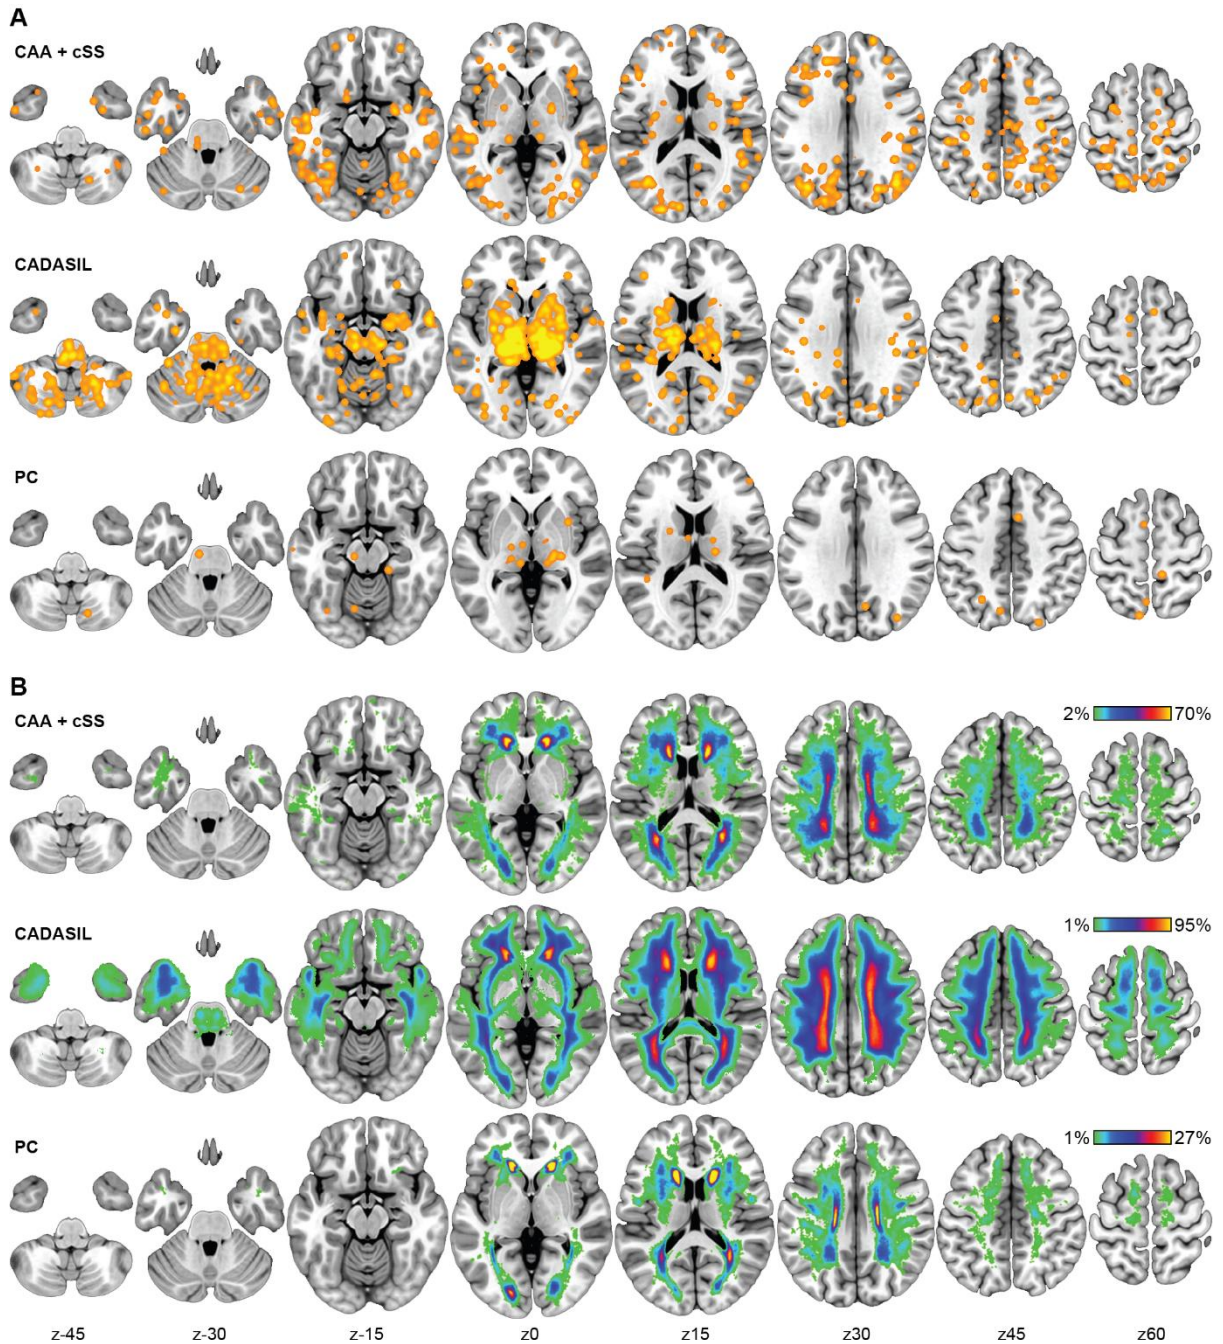 A
CAA + cSS
CADASIL
PC
B
CAA + cSS
2% 70%
CADASIL
1% 95%
PC
1% 27%
z-45 z-30 z-15 z0 z15 z30 z45 z60